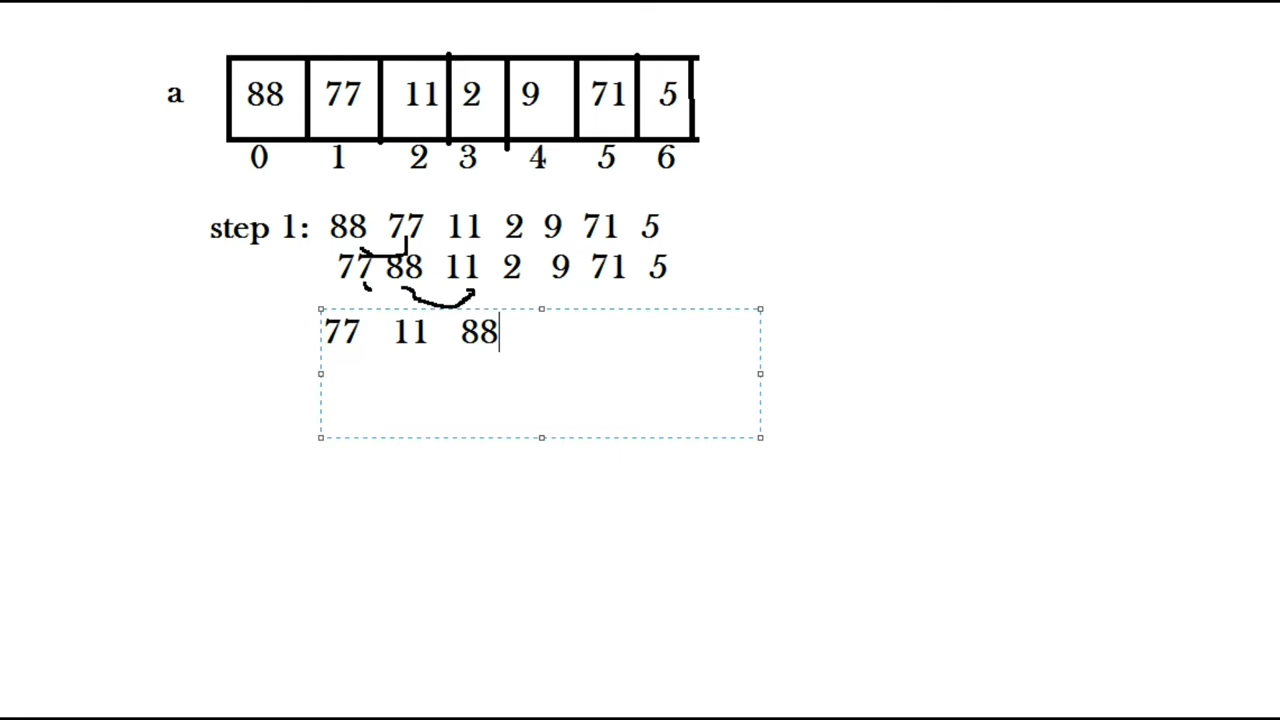 a 88 77 11 2 9 71 5
0 1 2 3 4 5 6
step 1: 88 77 11 2 9 71 5
77 88 11 2 9 71 5
77 11 88